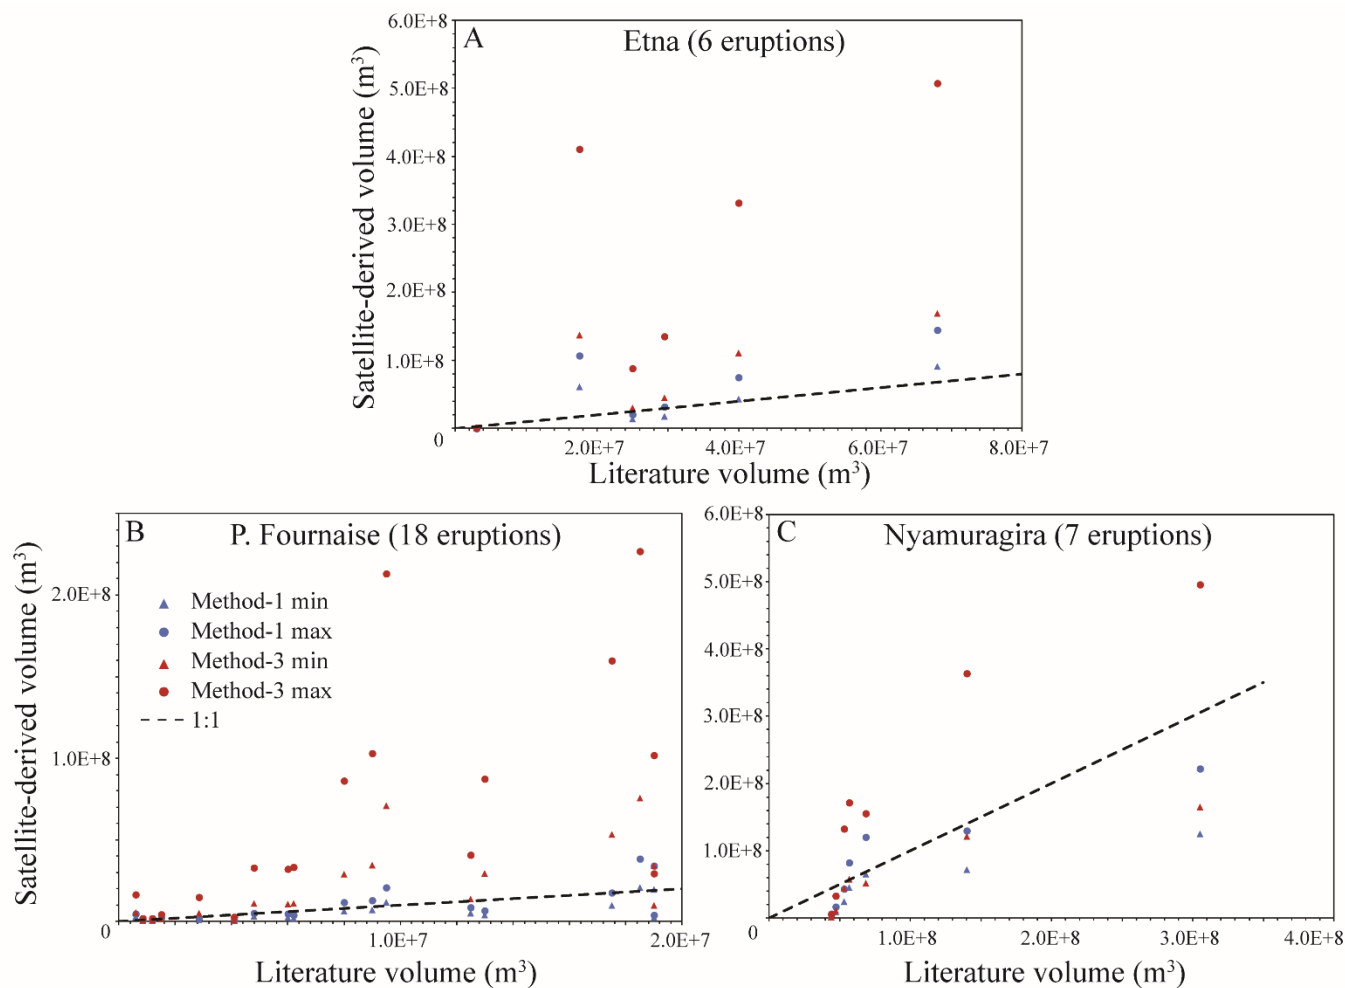 A
Etna (6 eruptions)
6.0E+8
5.0E+8
4.0E+8
3.0E+8
2.0E+8
1.0E+8
0
Satellite-derived volume (m³)
2.0E+7
4.0E+7
6.0E+7
8.0E+7
Literature volume (m³)
B
P. Fournaise (18 eruptions)
2.0E+8
1.0E+8
0
Satellite-derived volume (m³)
Method-1 min
Method-1 max
Method-3 min
Method-3 max
1:1
1.0E+7
2.0E+7
Literature volume (m³)
C
Nyamuragira (7 eruptions)
6.0E+8
5.0E+8
4.0E+8
3.0E+8
2.0E+8
1.0E+8
0
1.0E+8
2.0E+8
3.0E+8
4.0E+8
Literature volume (m³)